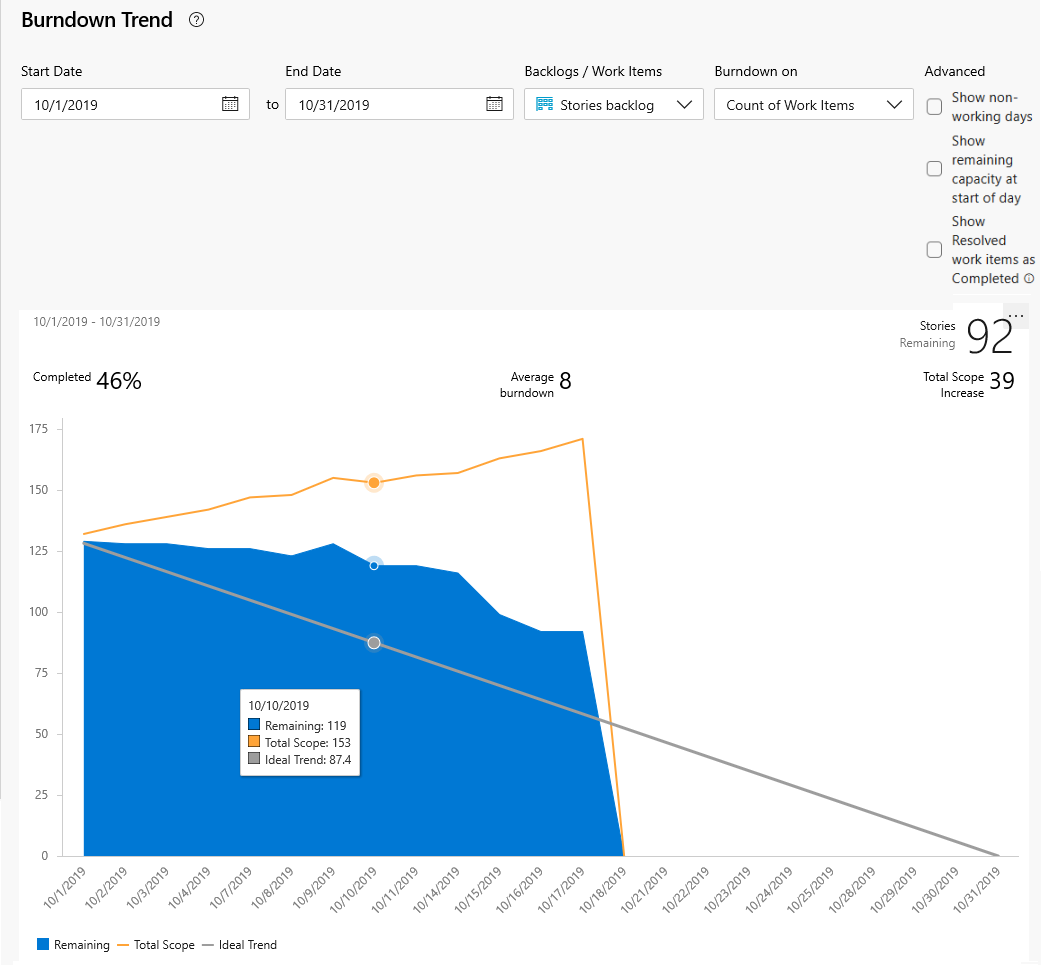 Burndown Trend
Start Date
End Date
Backlogs / Work Items
Burndown on
Advanced
10/1/2019
to
10/31/2019
Stories backlog
Count of Work Items
Show non-
working days
Show
remaining
capacity at
start of day
Show
Resolved
work items as
Completed
10/1/2019 - 10/31/2019
...
Stories
Remaining
92
Completed 46%
Average
burndown
8
Total Scope
Increase
39
175
150
125
100
75
50
25
0
10/10/2019
Remaining: 119
Total Scope: 153
Ideal Trend: 87.4
10/1/2019
10/2/2019
10/3/2019
10/4/2019
10/7/2019
10/8/2019
10/9/2019
10/10/2019
10/11/2019
10/14/2019
10/15/2019
10/16/2019
10/17/2019
10/18/2019
10/21/2019
10/22/2019
10/23/2019
10/24/2019
10/25/2019
10/28/2019
10/29/2019
10/30/2019
10/31/2019
Remaining Total Scope Ideal Trend